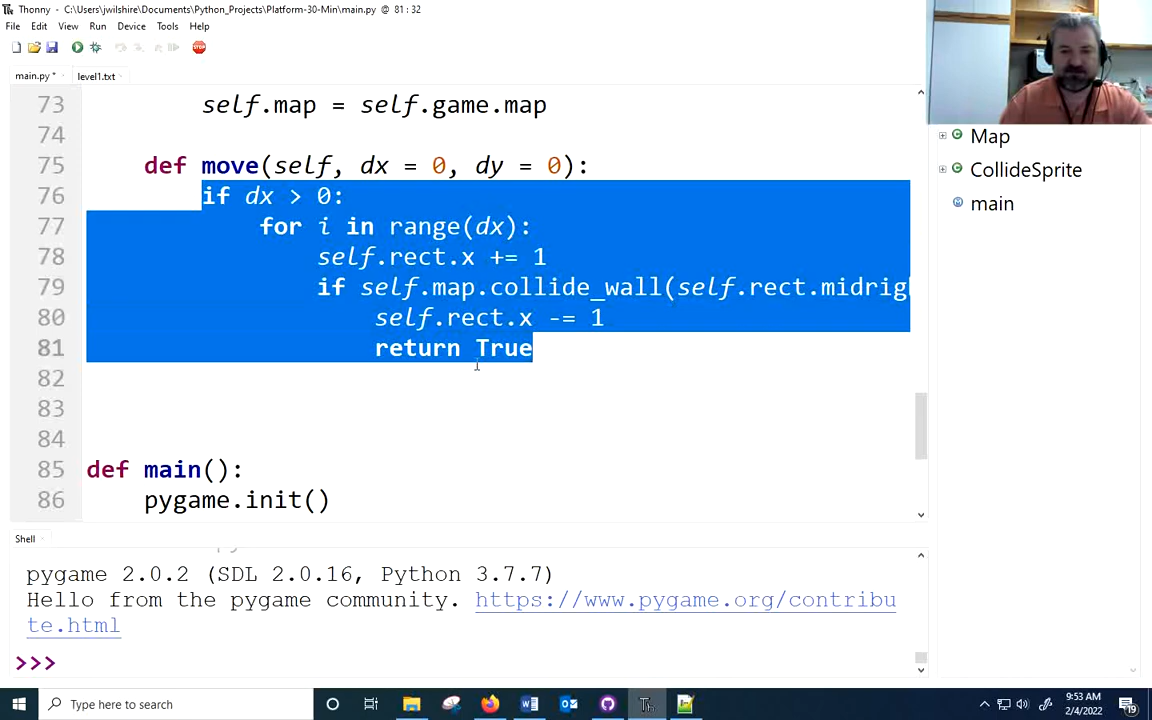 Thonny - C:\Users\jwilshire\Documents\Python_Projects\Platform-30-Min\main.py @ 81 : 32
File Edit View Run Device Tools Help
STOP
main.py * level1.txt
73 self.map = self.game.map
74
75 def move(self, dx = 0, dy = 0):
76 if dx > 0:
77 for i in range(dx):
78 self.rect.x += 1
79 if self.map.collide_wall(self.rect.midrig
80 self.rect.x -= 1
81 return True
82
83
84
85 def main():
86 pygame.init()
Map
CollideSprite
main
Shell
pygame 2.0.2 (SDL 2.0.16, Python 3.7.7)
Hello from the pygame community. https://www.pygame.org/contribu
te.html
>>>
Type here to search
9:53 AM
2/4/2022
19